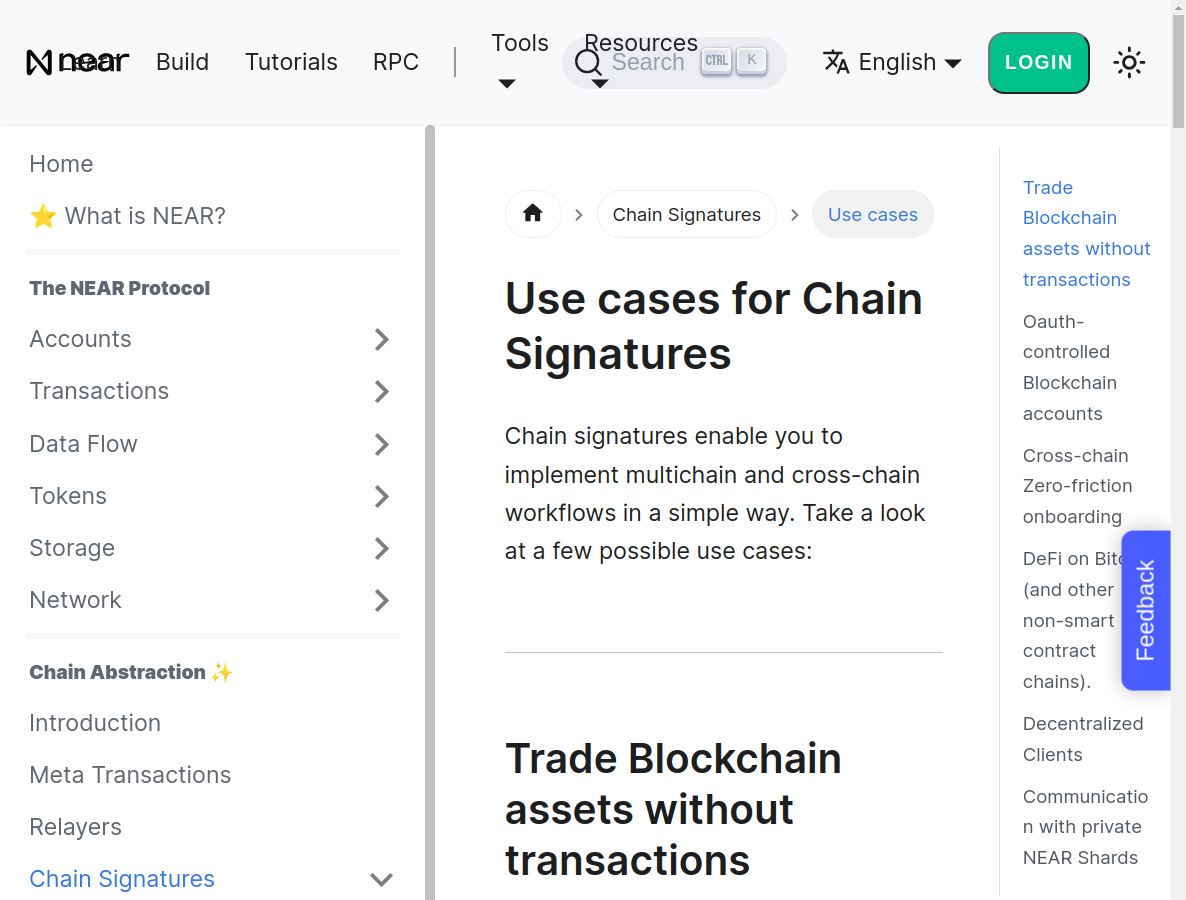 near
Learn
Build
Tutorials
RPC
Tools
Resources
Search
CTRL
K
English
LOGIN
Home
⭐ What is NEAR?
The NEAR Protocol
Accounts
Transactions
Data Flow
Tokens
Storage
Network
Chain Abstraction ✨
Introduction
Meta Transactions
Relayers
Chain Signatures
Chain Signatures
Use cases
Use cases for Chain
Signatures
Chain signatures enable you to
implement multichain and cross-chain
workflows in a simple way. Take a look
at a few possible use cases:
Trade Blockchain
assets without
transactions
Trade
Blockchain
assets without
transactions
Oauth-
controlled
Blockchain
accounts
Cross-chain
Zero-friction
onboarding
DeFi on Bitc
(and other
non-smart
contract
chains).
Decentralized
Clients
Communicatio
n with private
NEAR Shards
Feedback